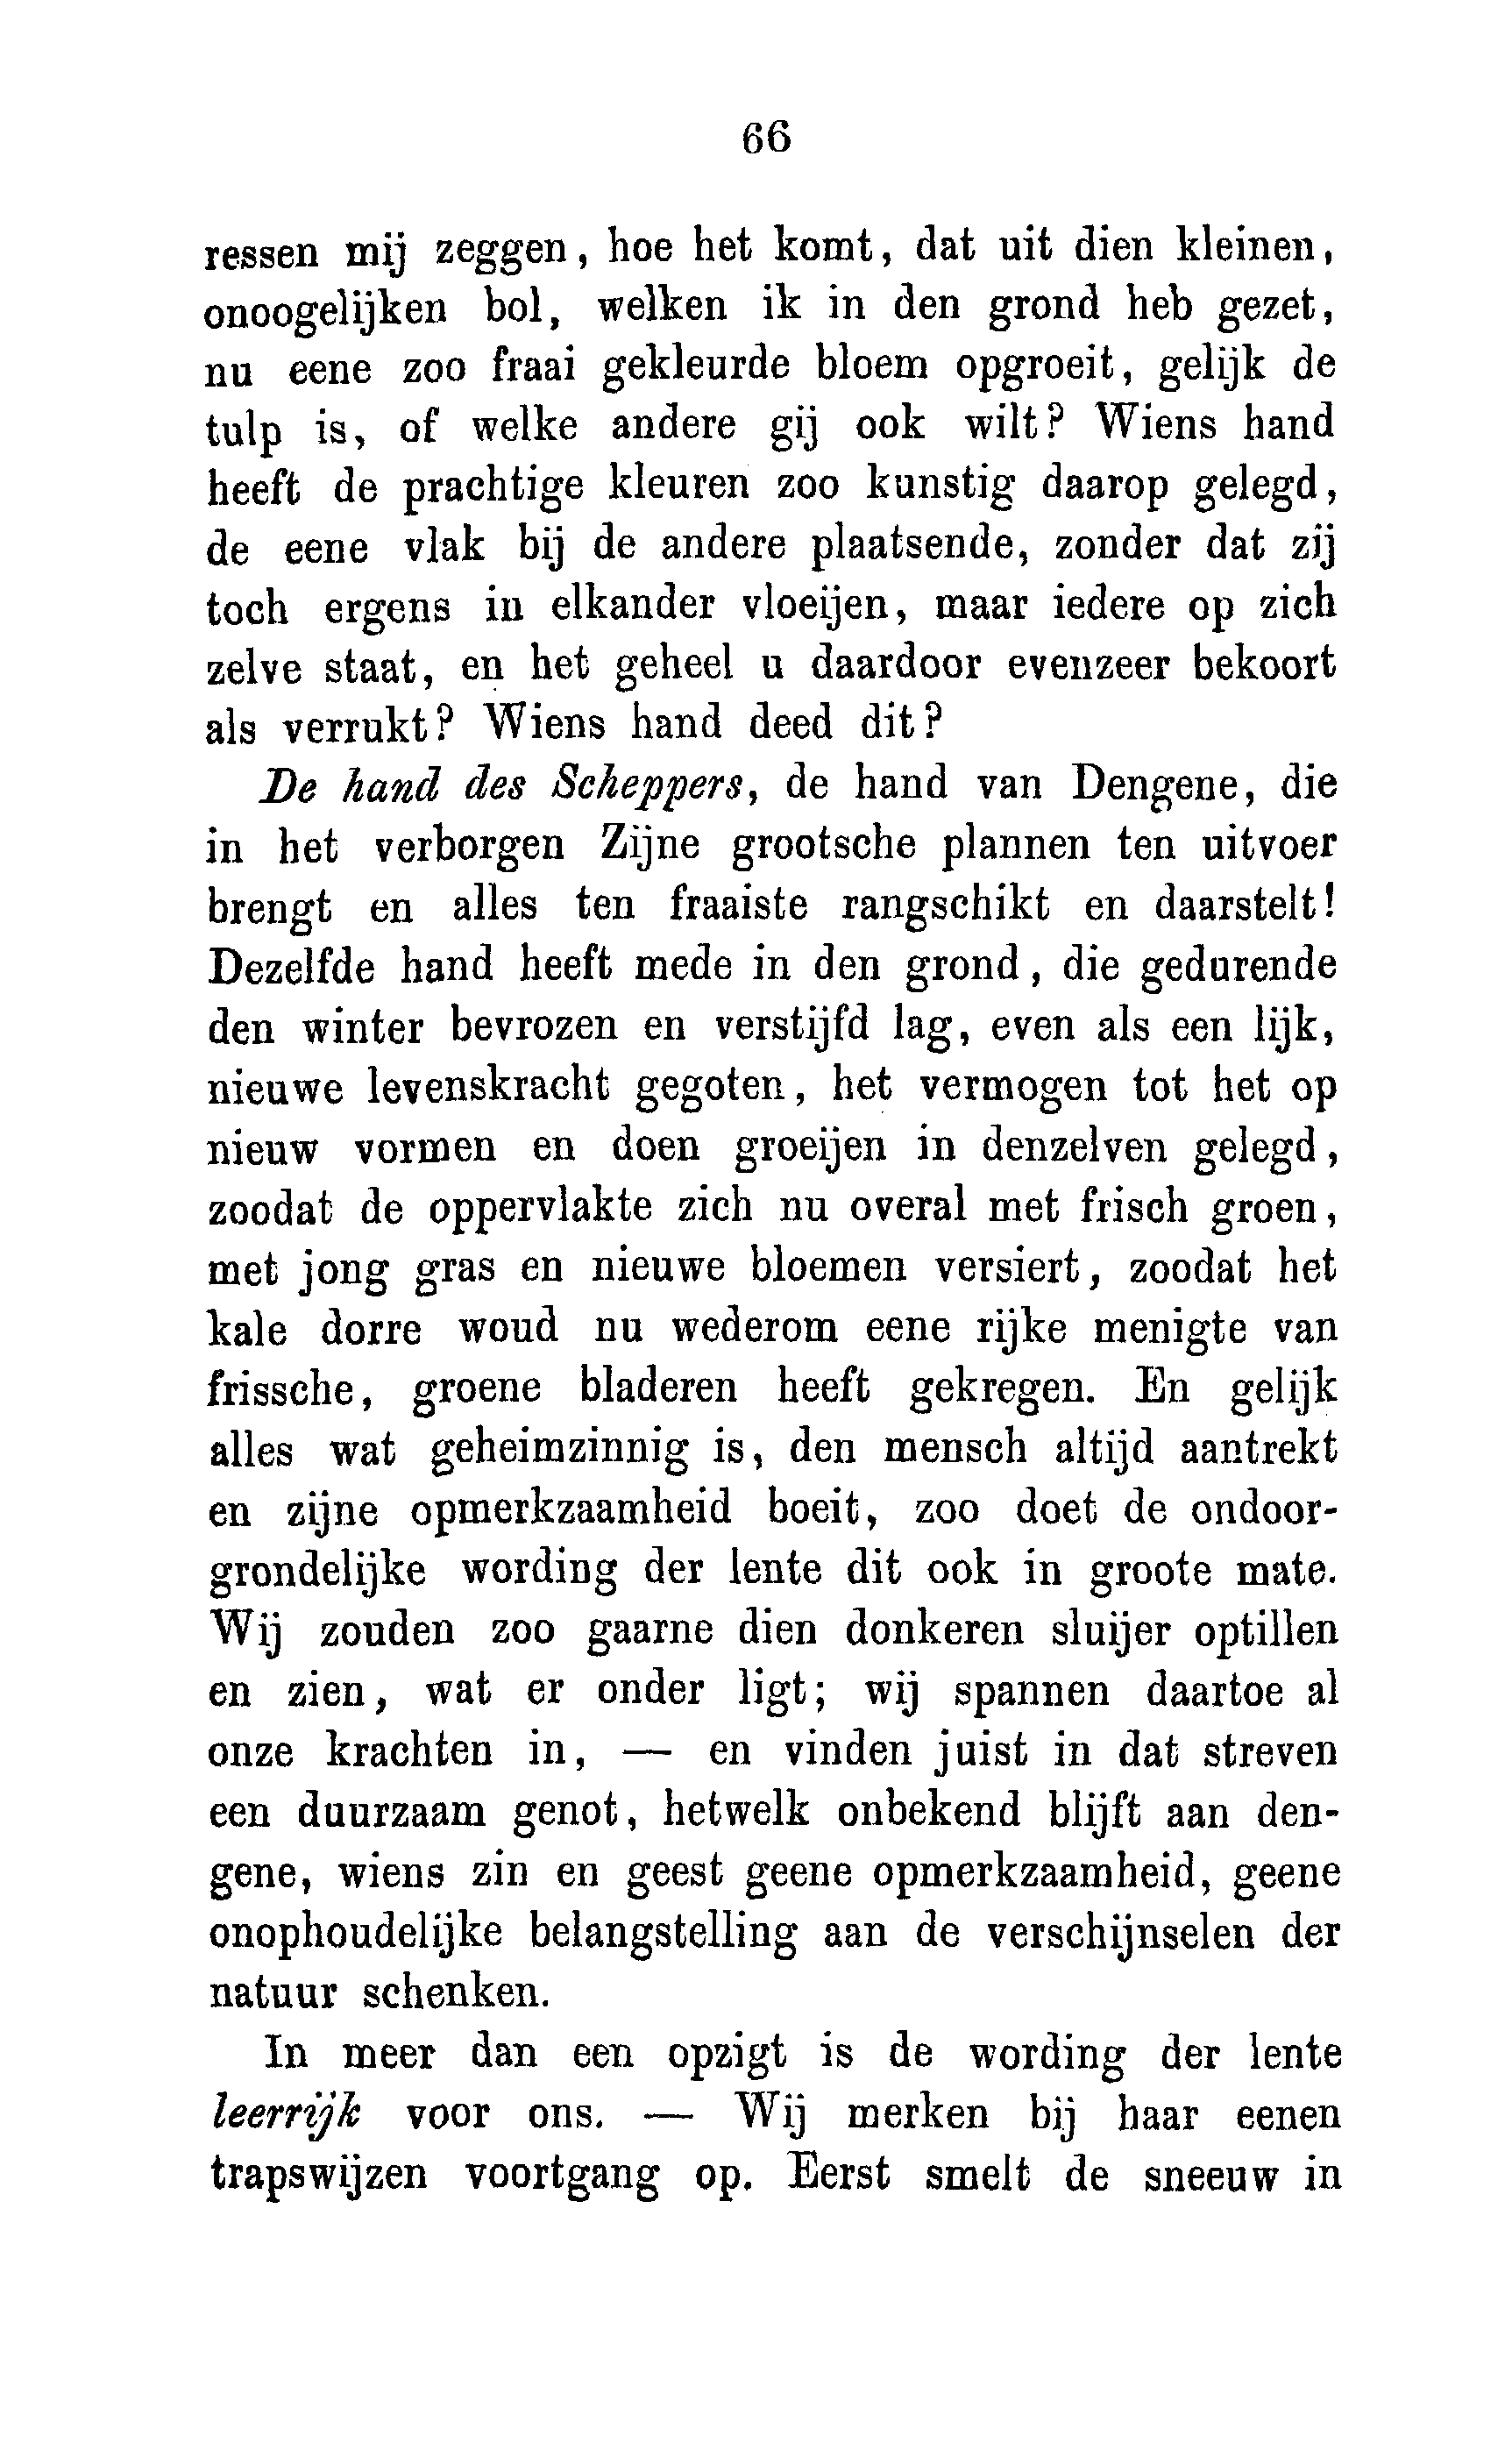 66
ressen mij zeggen, hoe het komt, dat uit dien kleinen,
onoogelijken bol, welken ik in den grond heb gezet,
nu eene zoo fraai gekleurde bloem opgroeit, gelijk de
tulp is, of welke andere gij ook wilt? Wiens hand
heeft de prachtige kleuren zoo kunstig daarop gelegd,
de eene vlak bij de andere plaatsende, zonder dat zij
toch ergens in elkander vloeijen, maar iedere op zich
zelve staat, en het geheel u daardoor evenzeer bekoort
als verrukt? Wiens hand deed dit?
De hand des Scheppers, de hand van Dengene, die
in het verborgen Zijne grootsche plannen ten uitvoer
brengt en alles ten fraaiste rangschikt en daarstelt!
Dezelfde hand heeft mede in den grond, die gedurende
den winter bevrozen en verstijfd lag, even als een lijk,
nieuwe levenskracht gegoten, het vermogen tot het op
nieuw vormen en doen groeijen in denzelven gelegd,
zoodat de oppervlakte zich nu overal met frisch groen,
met jong gras en nieuwe bloemen versiert, zoodat het
kale dorre woud nu wederom eene rijke menigte van
frissche, groene bladeren heeft gekregen. En gelijk
alles wat geheimzinnig is, den mensch altijd aantrekt
en zijne opmerkzaamheid boeit, zoo doet de ondoor-
grondelijke wording der lente dit ook in groote mate.
Wij zouden zoo gaarne dien donkeren sluijer optillen
en zien, wat er onder ligt; wij spannen daartoe al
onze krachten in, — en vinden juist in dat streven
een duurzaam genot, hetwelk onbekend blijft aan den-
gene, wiens zin en geest geene opmerkzaamheid, geene
onophoudelijke belangstelling aan de verschijnselen der
natuur schenken.
In meer dan een opzigt is de wording der lente
leerrijk voor ons. — Wij merken bij haar eenen
trapswijzen voortgang op. Eerst smelt de sneeuw in